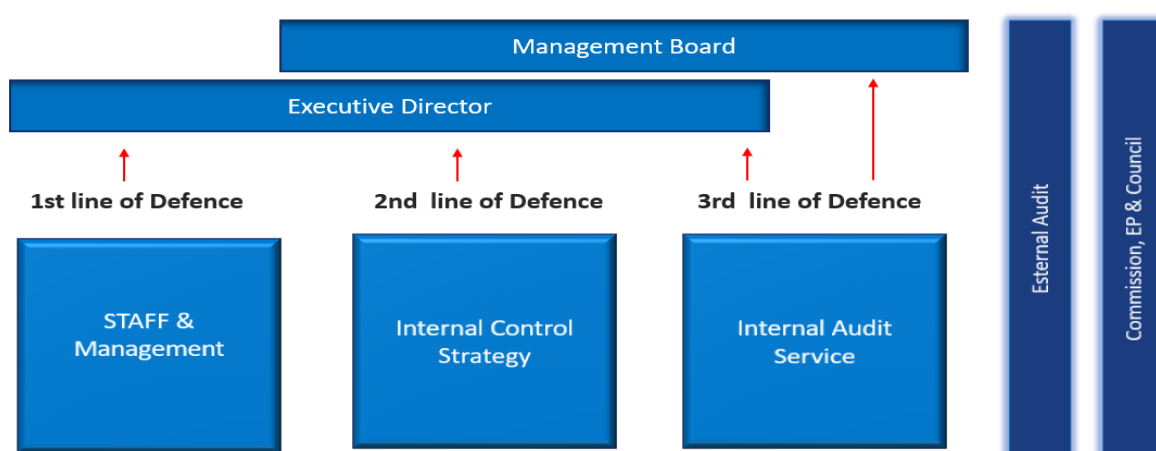 Management Board
Executive Director
1st line of Defence
2nd line of Defence
3rd line of Defence
STAFF &
Management
Internal Control
Strategy
Internal Audit
Service
Esternal Audit
Commission, EP & Council